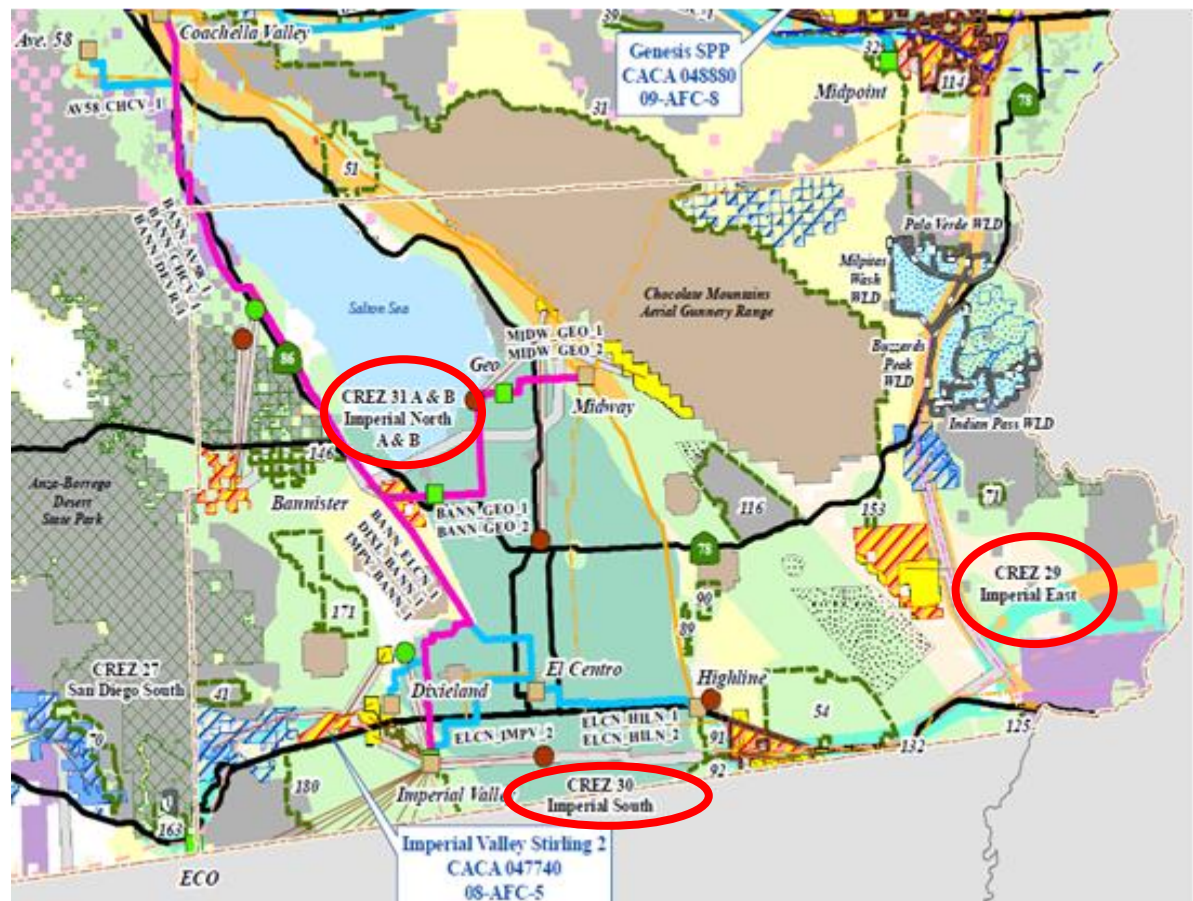 Ave. 58
Coachella Valley
39
Genesis SPP
CACA 048880
09-AFC-8
32
Midpoint
114
78
AV58_CHCV_1
31
51
BANN_AV58_1
BANN_CHCV_1
Salton Sea
Chocolate Mountains
Aerial Gunnery Range
Palo Verde WLD
Milpitas
Wash
WLD
Buzzards
Peak
WLD
Indian Pass WLD
86
MIDW_GEO_1
MIDW_GEO_2
Geo
Midway
CREZ 31 A & B
Imperial North
A & B
146
Anza-Borrego
Desert
State Park
Bannister
BANN_GEO_1
BANN_GEO_2
BANN_ELCN_1
DIXL_BANN_1
IMPV_BANN_1
116
153
71
78
CREZ 29
Imperial East
171
90
89
CREZ 27
San Diego South
41
Dixieland
El Centro
Highline
70
ELCN_IMPV_2
ELCN_HILN_1
ELCN_HILN_2
54
125
132
91
92
180
Imperial Valley
CREZ 30
Imperial South
163
ECO
Imperial Valley Stirling 2
CACA 047740
08-AFC-5